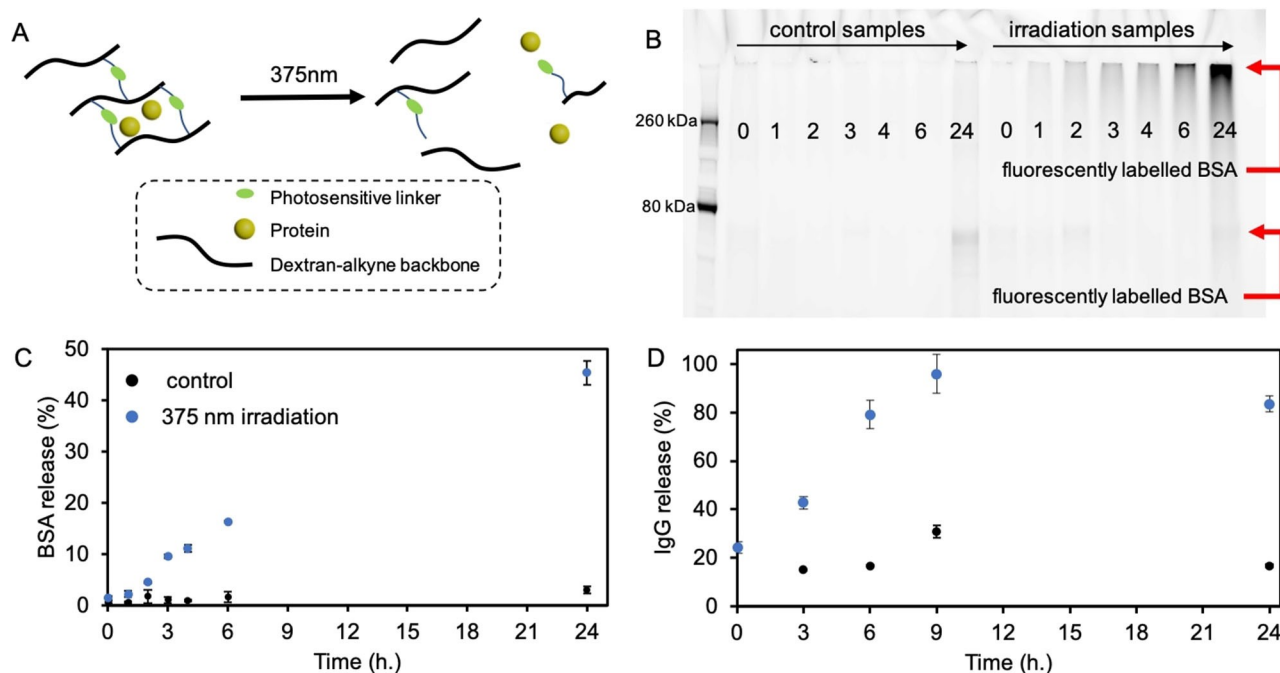 A
375nm
Photosensitive linker
Protein
Dextran-alkyne backbone
B
control samples
irradiation samples
260 kDa
0 1 2 3 4 6 24 0 1 2 3 4 6 24
fluorescently labelled BSA
80 kDa
fluorescently labelled BSA
C
control
375 nm irradiation
BSA release (%)
50
40
30
20
10
0
0 3 6 9 12 15 18 21 24
Time (h.)
D
IgG release (%)
100
80
60
40
20
0
0 3 6 9 12 15 18 21 24
Time (h.)